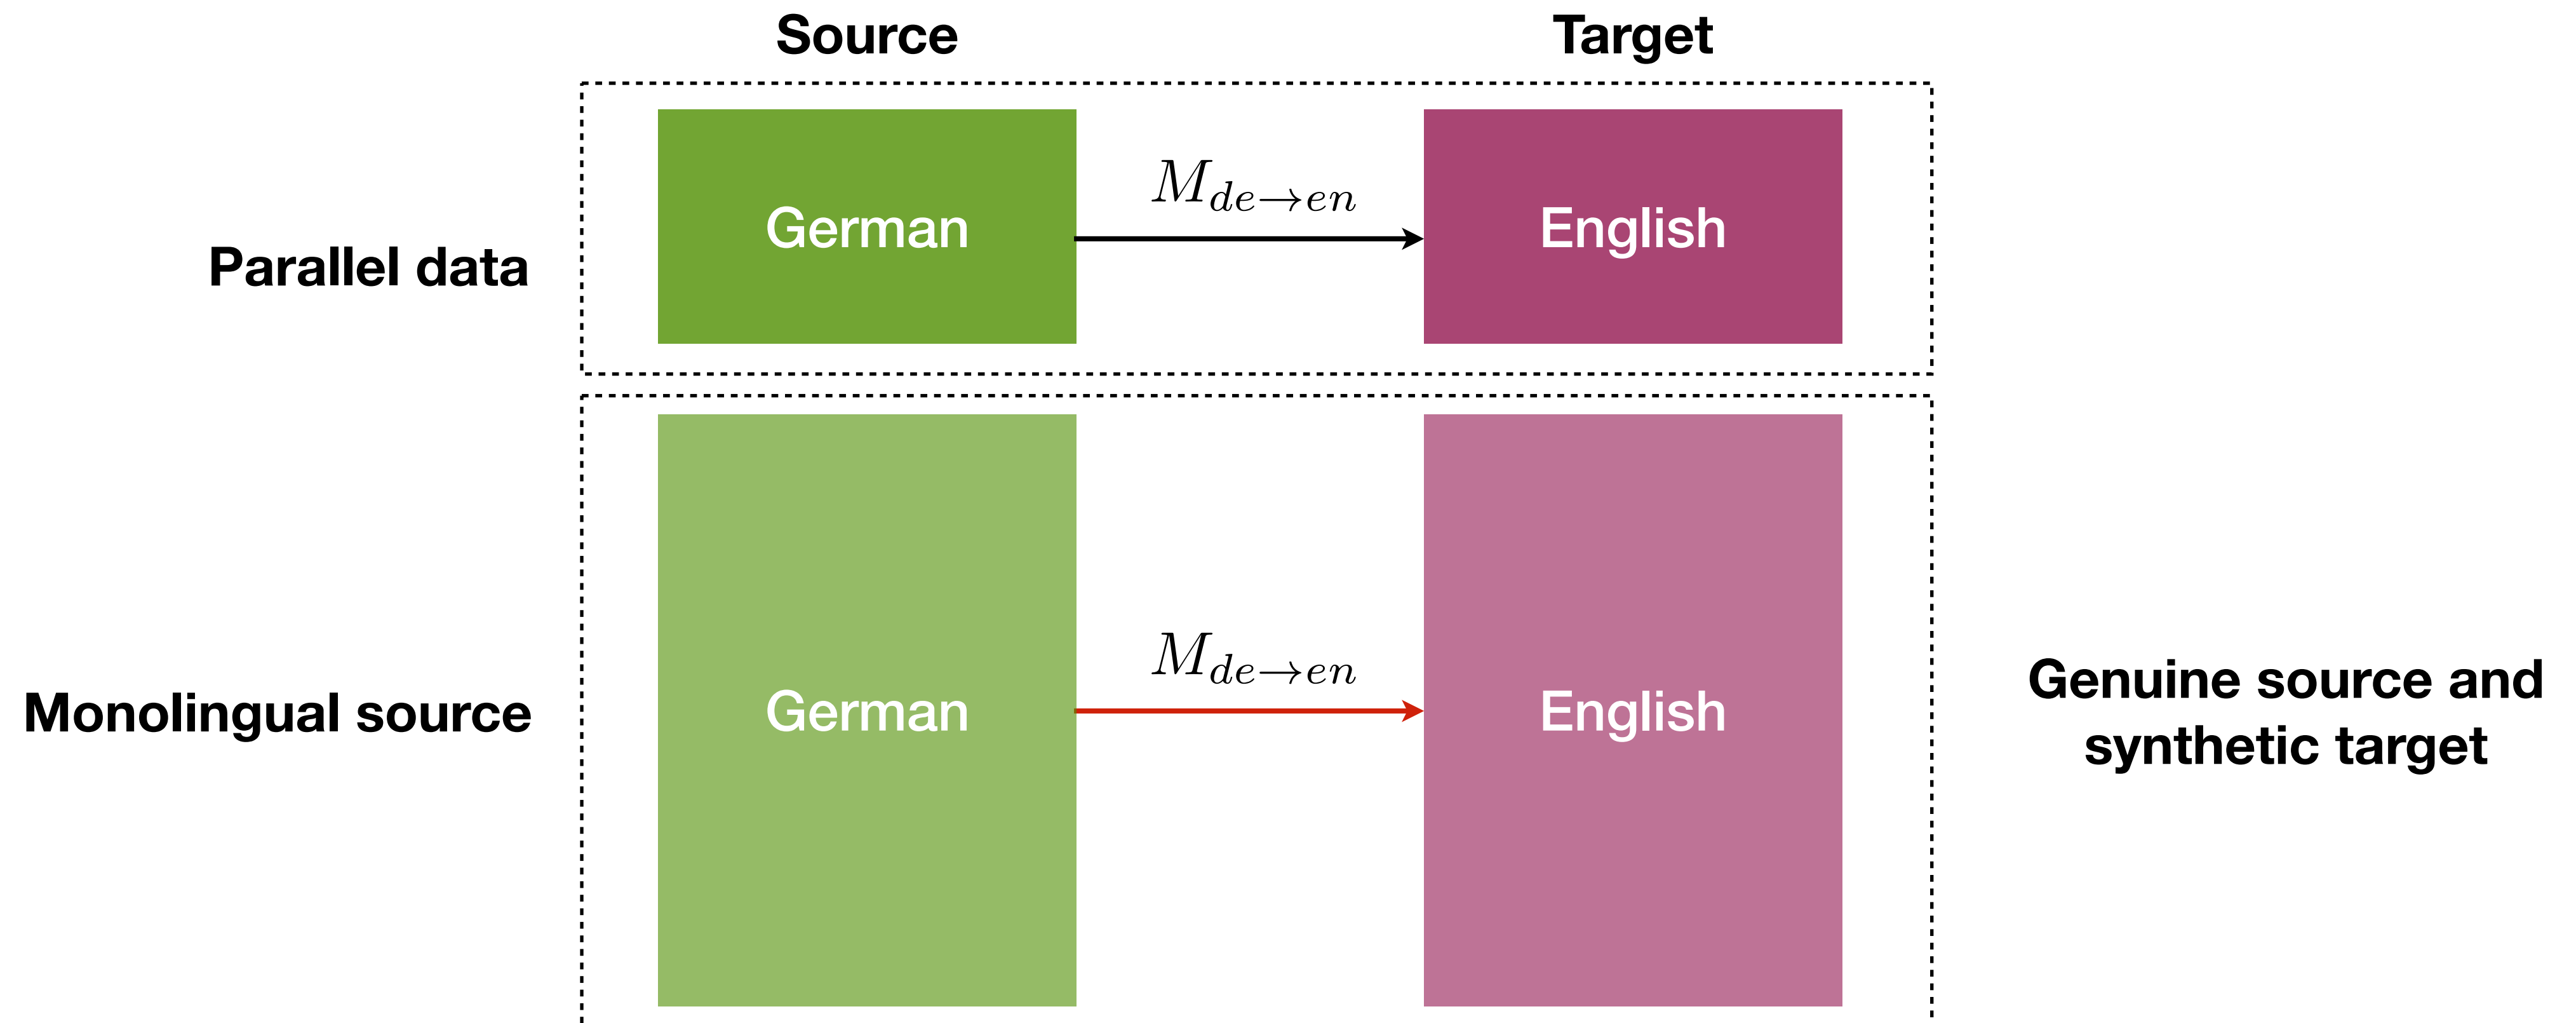 Source
Target
Parallel data
German
M_{de→en}
English
Monolingual source
German
M_{de→en}
English
Genuine source and
synthetic target